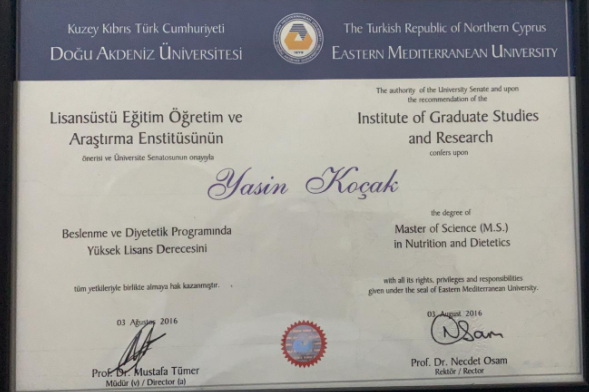 Kuzey Kıbrıs Türk Cumhuriyeti
DOĞU AKDENİZ ÜNİVERSİTESİ
The Turkish Republic of Northern Cyprus
EASTERN MEDITERRANEAN UNIVERSITY
Lisansüstü Eğitim Öğretim ve
Araştırma Enstitüsünün
önerisi ve Üniversite Senatosunun onayıyla
The authority of the University Senate and upon
the recommendation of the
Institute of Graduate Studies
and Research
confers upon
Yasin Koçak
Beslenme ve Diyetetik Programında
Yüksek Lisans Derecesini
tüm yetkileriyle birlikte almaya hak kazanmıştır.
the degree of
Master of Science (M.S.)
in Nutrition and Dietetics
with all its rights, privileges and responsibilities
given under the seal of Eastern Mediterranean University.
03 Ağustos 2016
Prof. Dr. Mustafa Tümer
Müdür (v) / Director (a)
03 August 2016
NOsam
Prof. Dr. Necdet Osam
Rektör / Rector